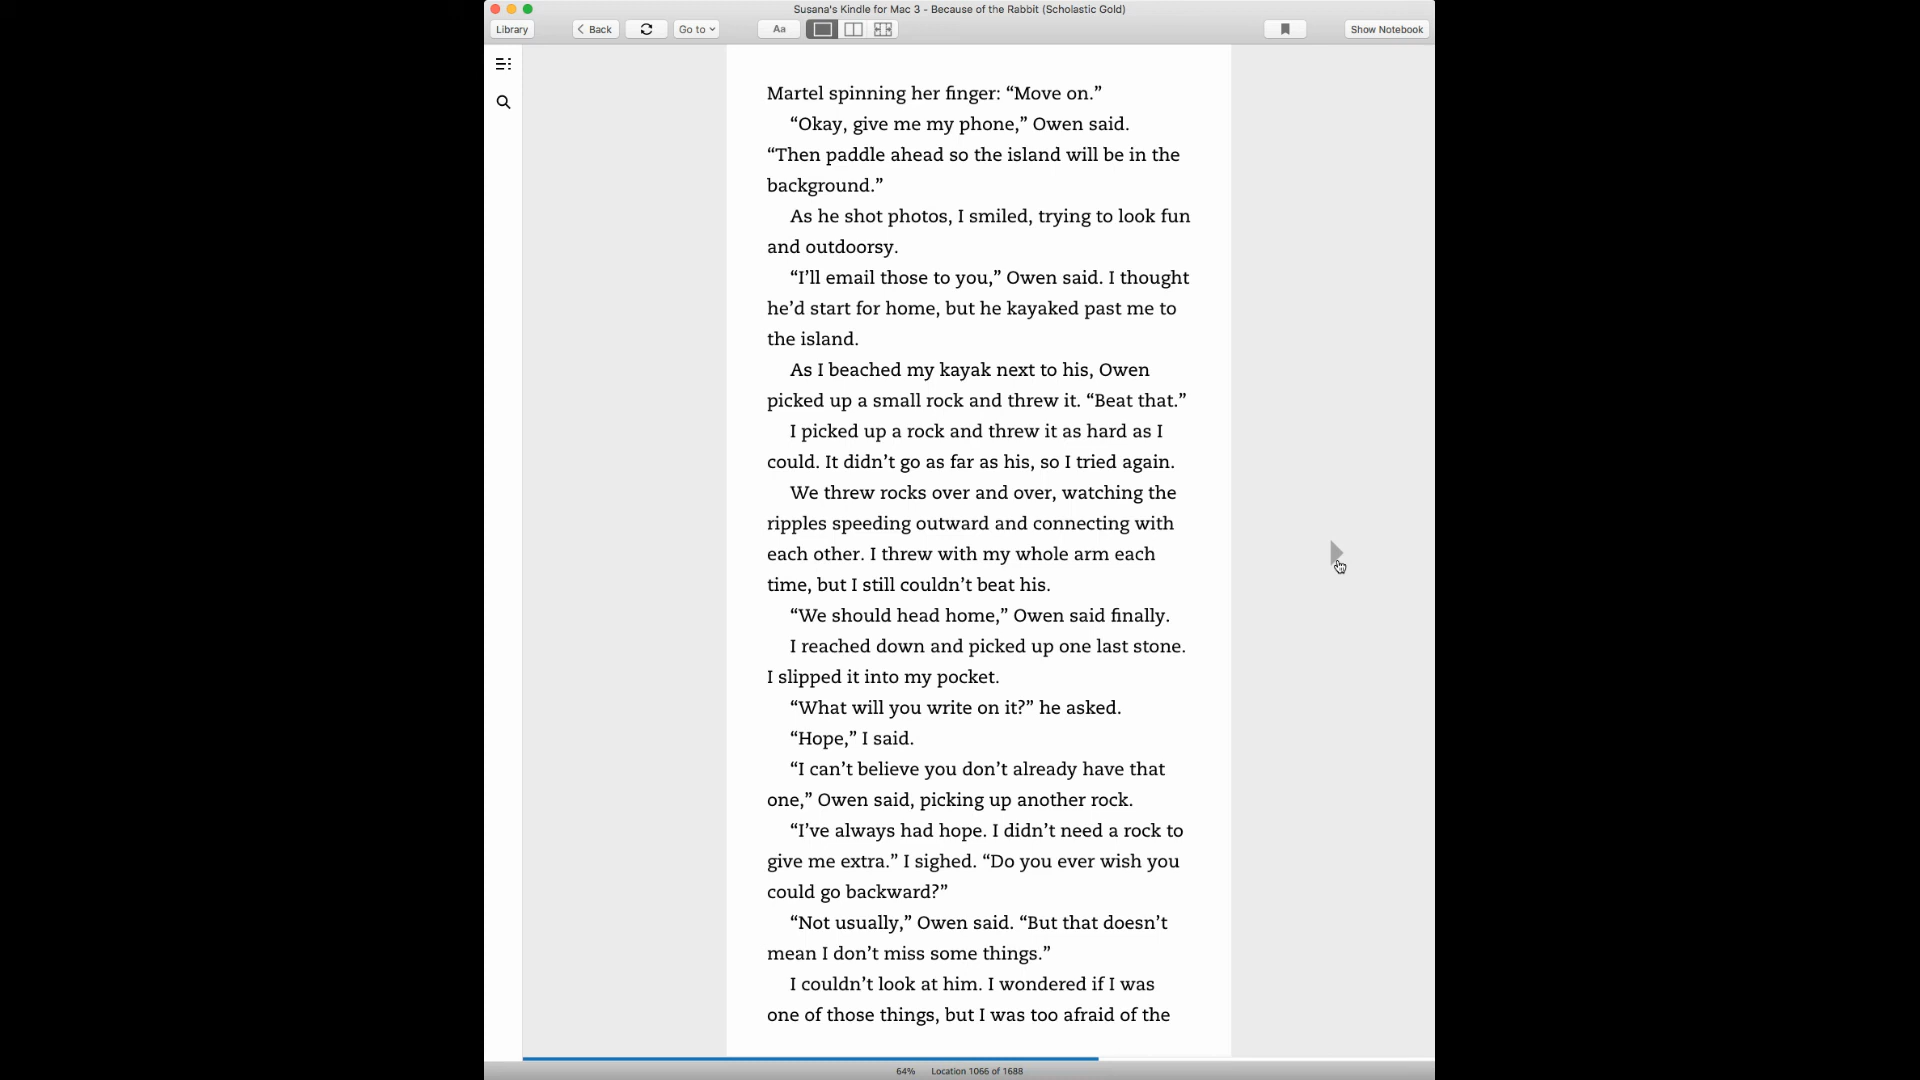 Susana's Kindle for Mac 3 - Because of the Rabbit (Scholastic Gold)
Library
Back
Go to
Aa
Show Notebook
Martel spinning her finger: “Move on.”
“Okay, give me my phone,” Owen said.
“Then paddle ahead so the island will be in the
background.”
As he shot photos, I smiled, trying to look fun
and outdoorsy.
“I’ll email those to you,” Owen said. I thought
he’d start for home, but he kayaked past me to
the island.
As I beached my kayak next to his, Owen
picked up a small rock and threw it. “Beat that.”
I picked up a rock and threw it as hard as I
could. It didn’t go as far as his, so I tried again.
We threw rocks over and over, watching the
ripples speeding outward and connecting with
each other. I threw with my whole arm each
time, but I still couldn’t beat his.
“We should head home,” Owen said finally.
I reached down and picked up one last stone.
I slipped it into my pocket.
“What will you write on it?” he asked.
“Hope,” I said.
“I can’t believe you don’t already have that
one,” Owen said, picking up another rock.
“I’ve always had hope. I didn’t need a rock to
give me extra.” I sighed. “Do you ever wish you
could go backward?”
“Not usually,” Owen said. “But that doesn’t
mean I don’t miss some things.”
I couldn’t look at him. I wondered if I was
one of those things, but I was too afraid of the
64% Location 1066 of 1688